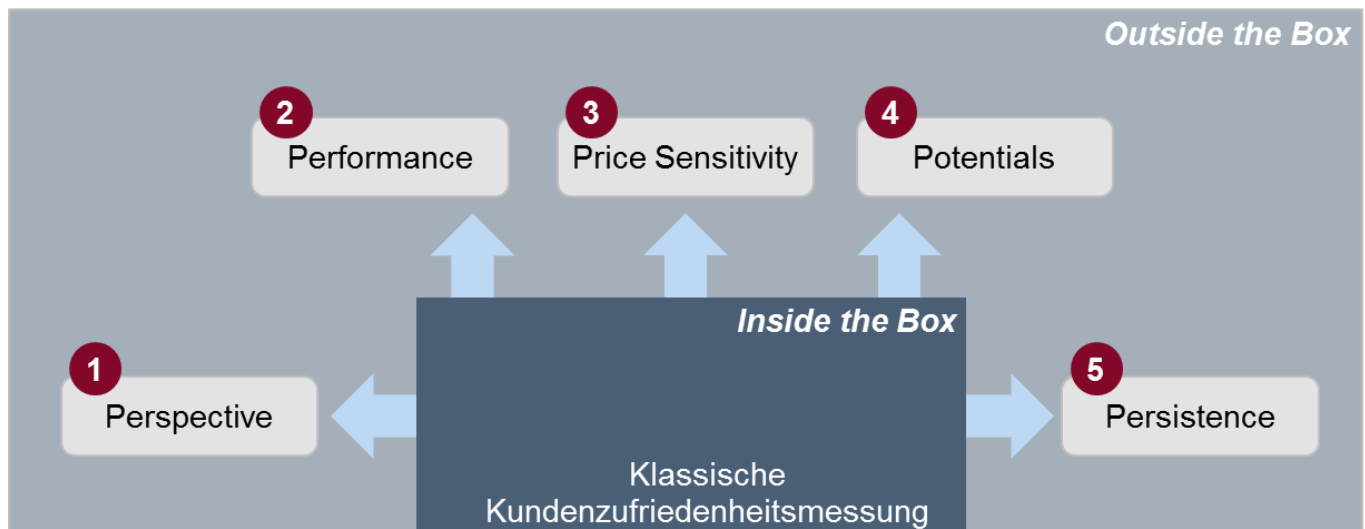 Outside the Box
2
Performance
3
Price Sensitivity
4
Potentials
Inside the Box
1
Perspective
5
Persistence
Klassische
Kundenzufriedenheitsmessung